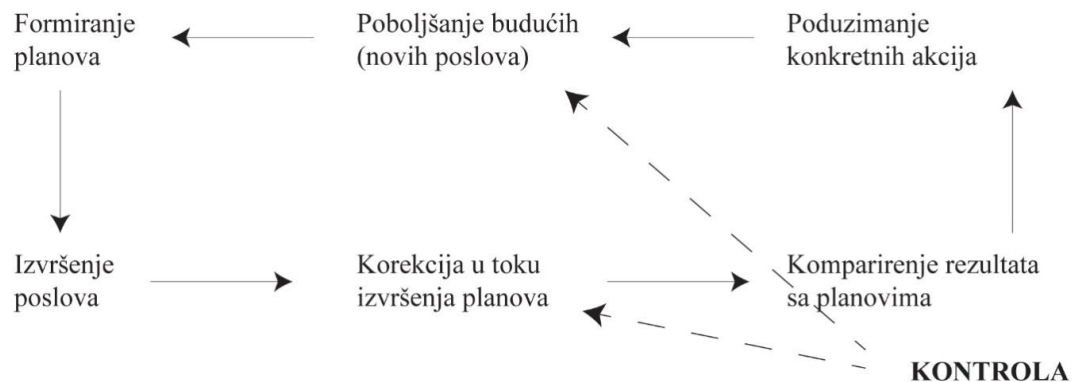 Formiranje
planova
Poboljšanje budućih
(novih poslova)
Poduzimanje
konkretnih akcija
Izvršenje
poslova
Korekcija u toku
izvršenja planova
Komparirenje rezultata
sa planovima
KONTROLA